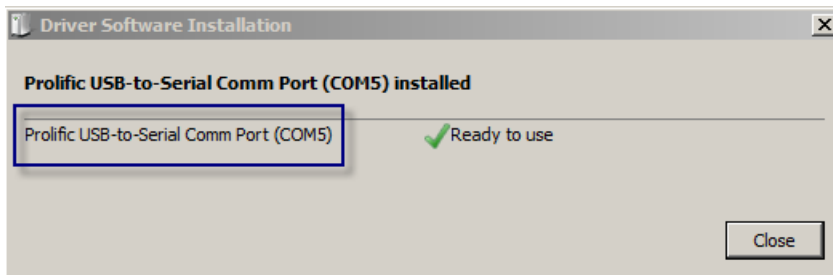 Driver Software Installation
Prolific USB-to-Serial Comm Port (COM5) installed
Prolific USB-to-Serial Comm Port (COM5) Ready to use
Close